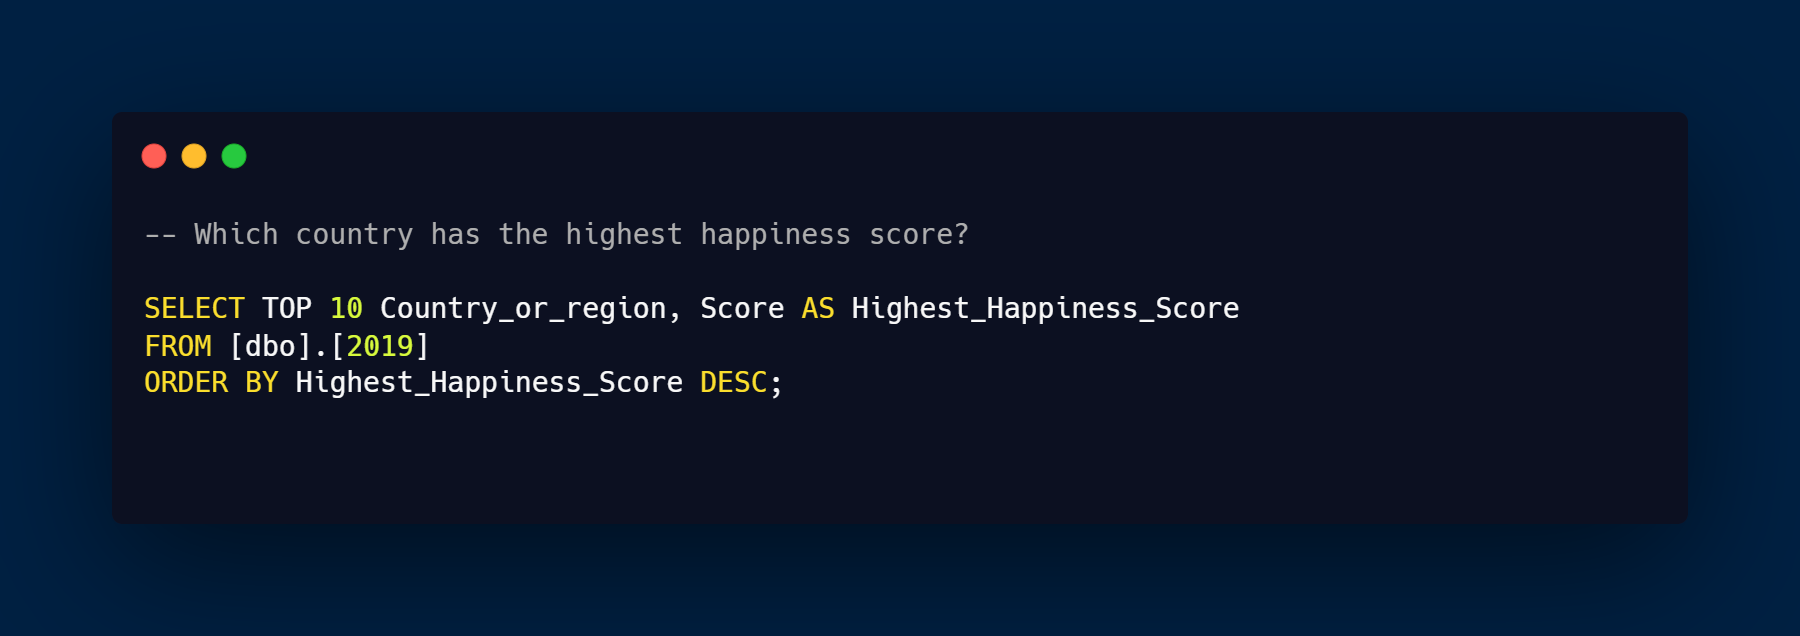 -- Which country has the highest happiness score?
SELECT TOP 10 Country_or_region, Score AS Highest_Happiness_Score
FROM [dbo].[2019]
ORDER BY Highest_Happiness_Score DESC;